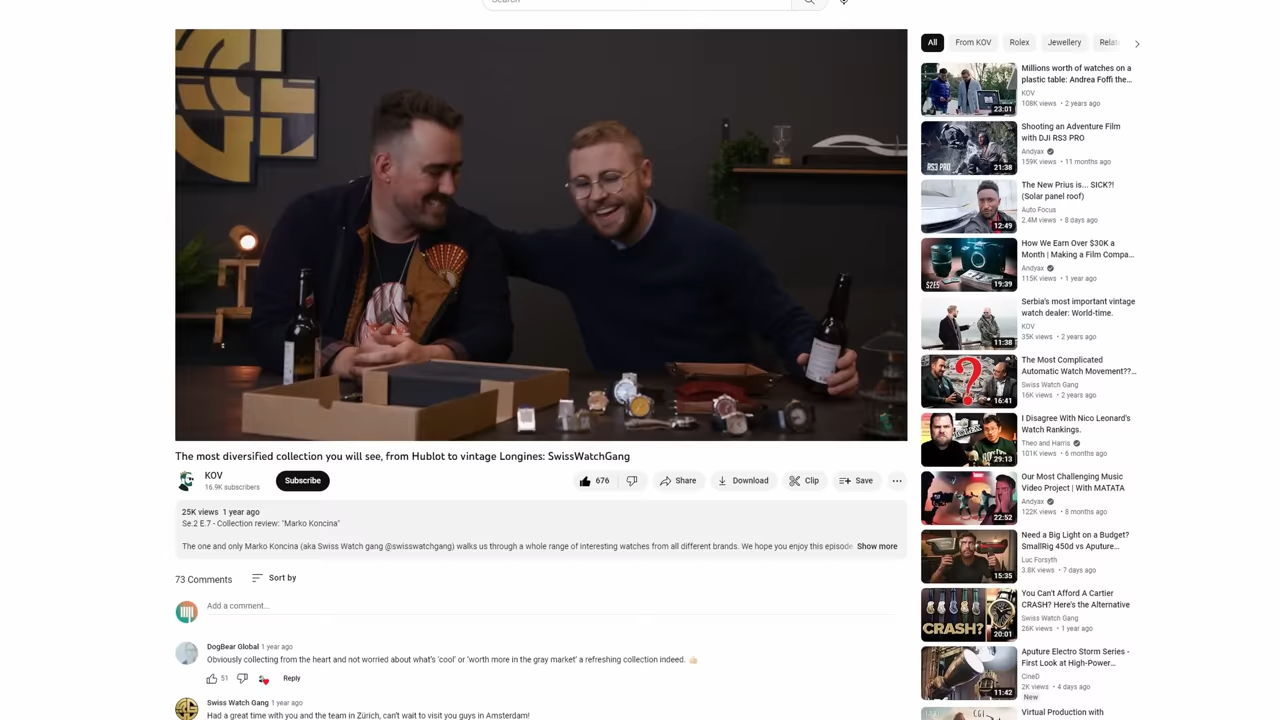 Search
All
From KOV
Rolex
Jewellery
Relat
Millions worth of watches on a
plastic table: Andrea Foffi the...
KOV
108K views • 2 years ago
23:01
Shooting an Adventure Film
with DJI RS3 PRO
Andyax
159K views • 11 months ago
RS3 PRO
21:38
The New Prius is... SICK?!
(Solar panel roof)
Auto Focus
2.4M views • 8 days ago
12:49
How We Earn Over $30K a
Month | Making a Film Compa...
Andyax
115K views • 1 year ago
S2E5
19:39
Serbia's most important vintage
watch dealer: World-time.
KOV
35K views • 2 years ago
11:38
The Most Complicated
Automatic Watch Movement??...
Swiss Watch Gang
16K views • 2 years ago
?
16:41
I Disagree With Nico Leonard's
Watch Rankings.
Theo and Harris
101K views • 6 months ago
29:13
Our Most Challenging Music
Video Project | With MATATA
Andyax
122K views • 8 months ago
22:52
Need a Big Light on a Budget?
SmallRig 450d vs Aputure...
Luc Forsyth
3.8K views • 7 days ago
15:35
You Can't Afford A Cartier
CRASH? Here's the Alternative
Swiss Watch Gang
26K views • 1 year ago
CRASH?
20:01
Aputure Electro Storm Series -
First Look at High-Power...
CineD
2K views • 4 days ago
New
11:42
Virtual Production with
The most diversified collection you will see, from Hublot to vintage Longines: SwissWatchGang
KOV
16.9K subscribers
Subscribe
676
Share
Download
Clip
Save
25K views 1 year ago
Se.2 E.7 - Collection review: "Marko Koncina"
The one and only Marko Koncina (aka Swiss Watch gang @swisswatchgang) walks us through a whole range of interesting watches from all different brands. We hope you enjoy this episode Show more
73 Comments
Sort by
Add a comment...
DogBear Global 1 year ago
Obviously collecting from the heart and not worried about what's 'cool' or 'worth more in the gray market' a refreshing collection indeed. 👍🏻
51
Reply
Swiss Watch Gang 1 year ago
Had a great time with you and the team in Zürich, can't wait to visit you guys in Amsterdam!